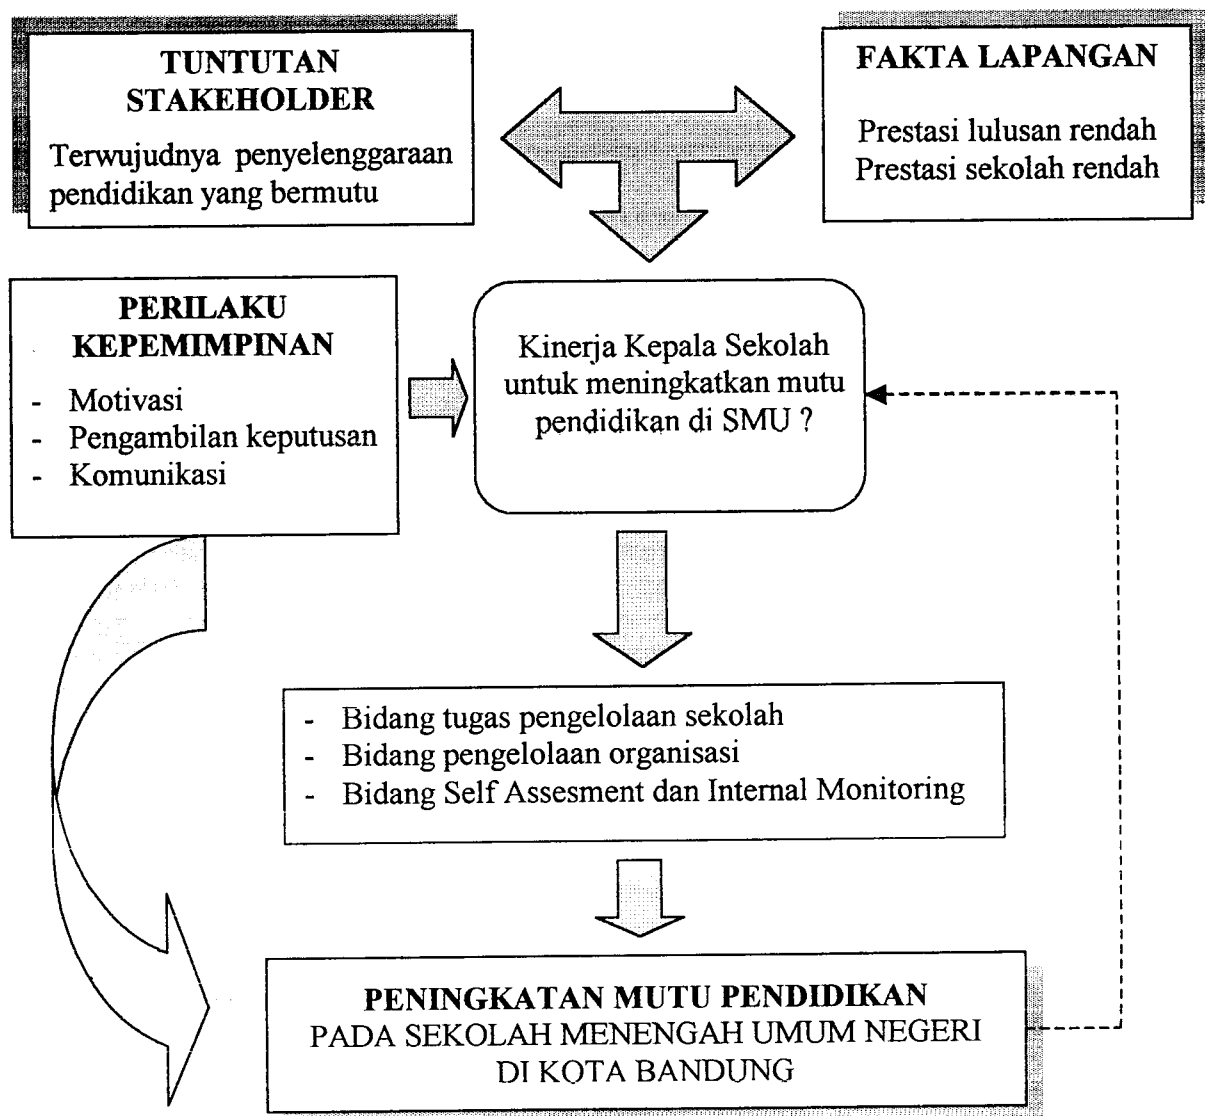 TUNTUTAN
STAKEHOLDER
Terwujudnya penyelenggaraan
pendidikan yang bermutu
FAKTA LAPANGAN
Prestasi lulusan rendah
Prestasi sekolah rendah
PERILAKU
KEPEMIMPINAN
- Motivasi
- Pengambilan keputusan
- Komunikasi
Kinerja Kepala Sekolah
untuk meningkatkan mutu
pendidikan di SMU ?
- Bidang tugas pengelolaan sekolah
- Bidang pengelolaan organisasi
- Bidang Self Assesment dan Internal Monitoring
PENINGKATAN MUTU PENDIDIKAN
PADA SEKOLAH MENENGAH UMUM NEGERI
DI KOTA BANDUNG